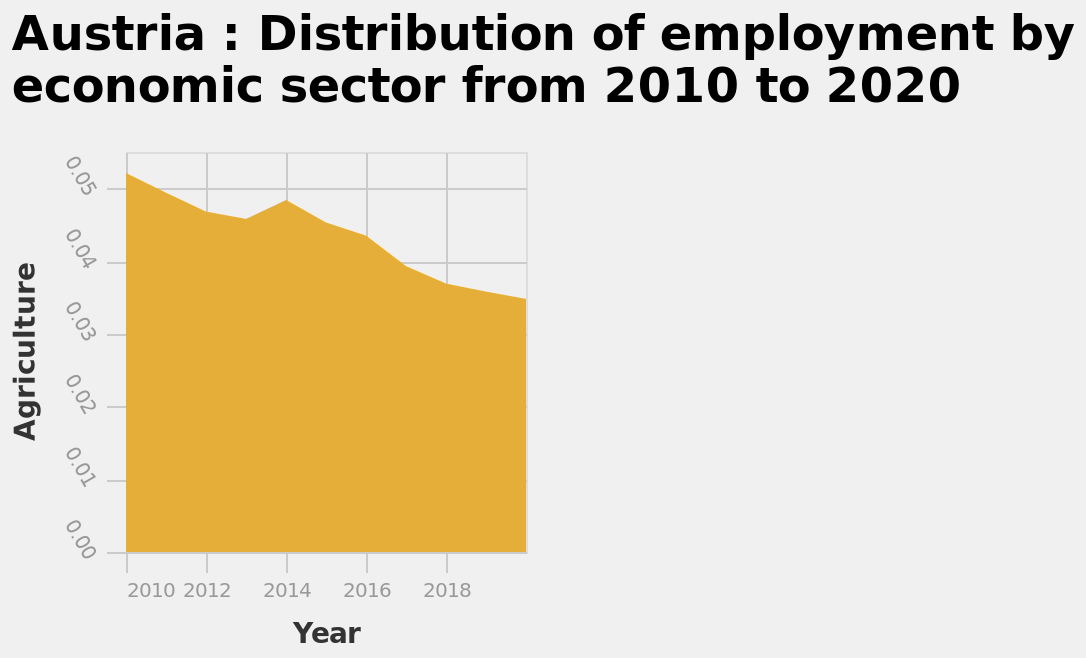 Austria : Distribution of employment by
economic sector from 2010 to 2020
Agriculture
0.05
0.04
0.03
0.02
0.01
0.00
2010 2012 2014 2016 2018
Year